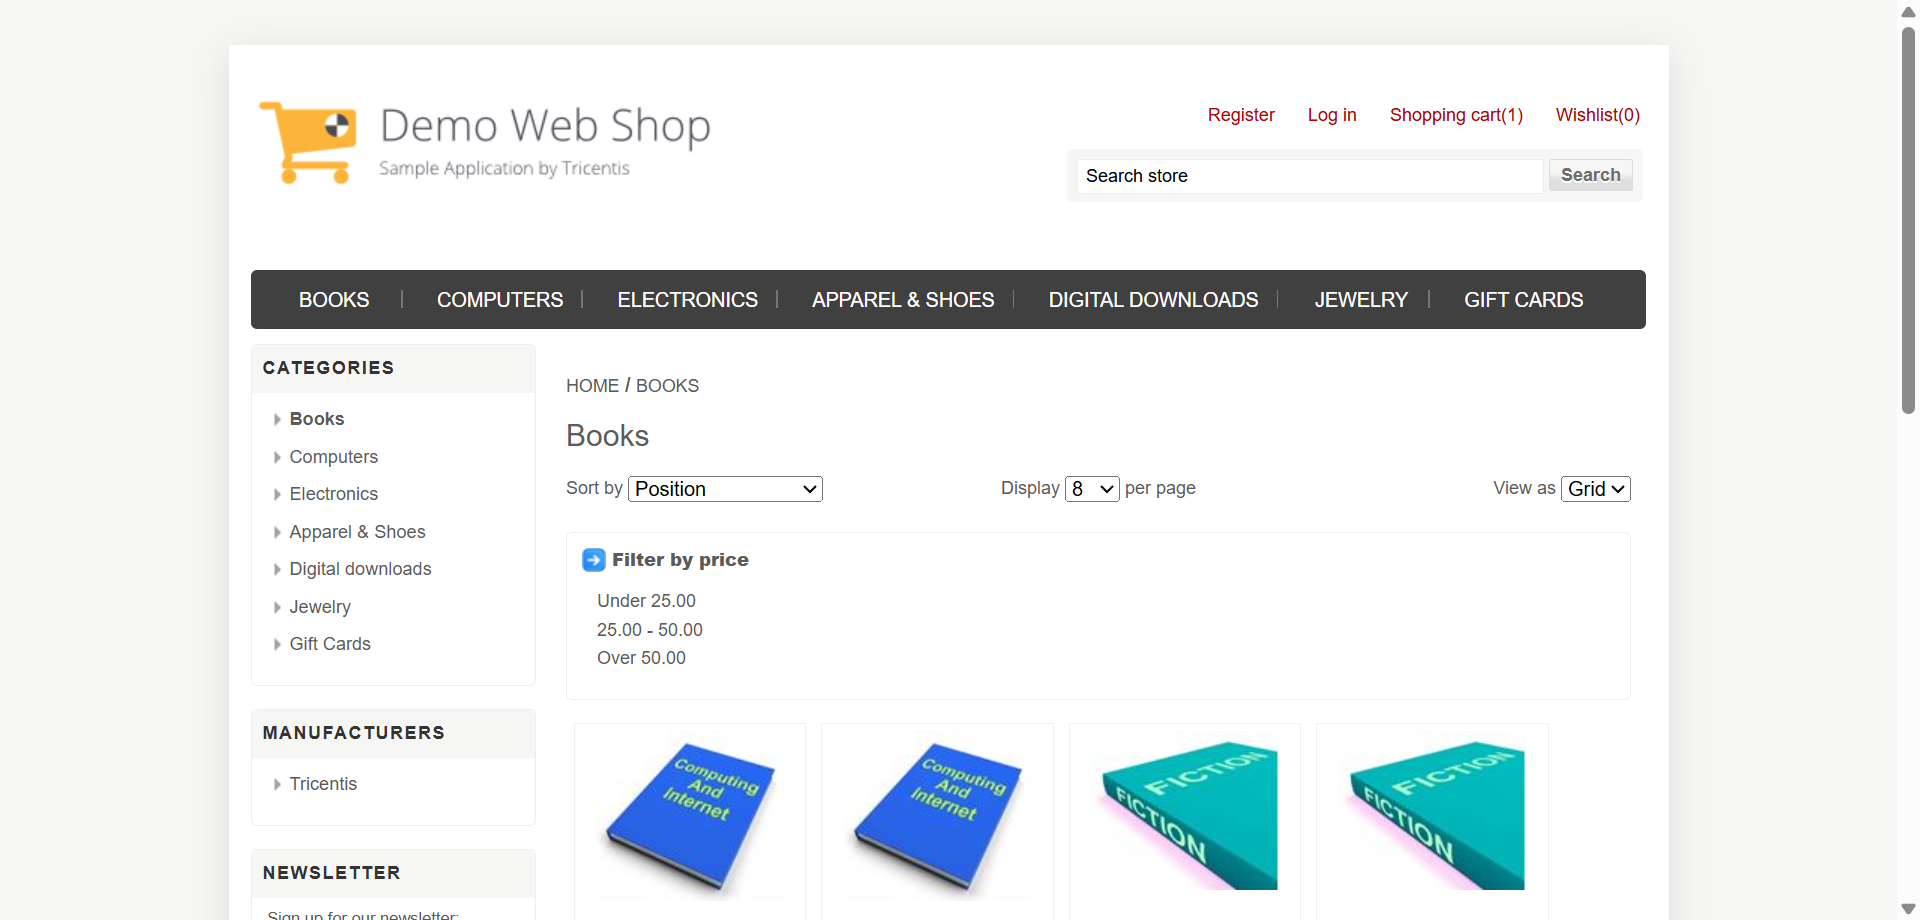 Demo Web Shop
Sample Application by Tricentis
Register Log in Shopping cart(1) Wishlist(0)
Search store Search
BOOKS COMPUTERS ELECTRONICS APPAREL & SHOES DIGITAL DOWNLOADS JEWELRY GIFT CARDS
CATEGORIES
Books
Computers
Electronics
Apparel & Shoes
Digital downloads
Jewelry
Gift Cards
MANUFACTURERS
Tricentis
NEWSLETTER
Sign up for our newsletter:
HOME / BOOKS
Books
Sort by Position Display 8 per page View as Grid
Filter by price
Under 25.00
25.00 - 50.00
Over 50.00
Computing
And
Internet
Computing
And
Internet
FICTION
FICTION
FICTION
FICTION